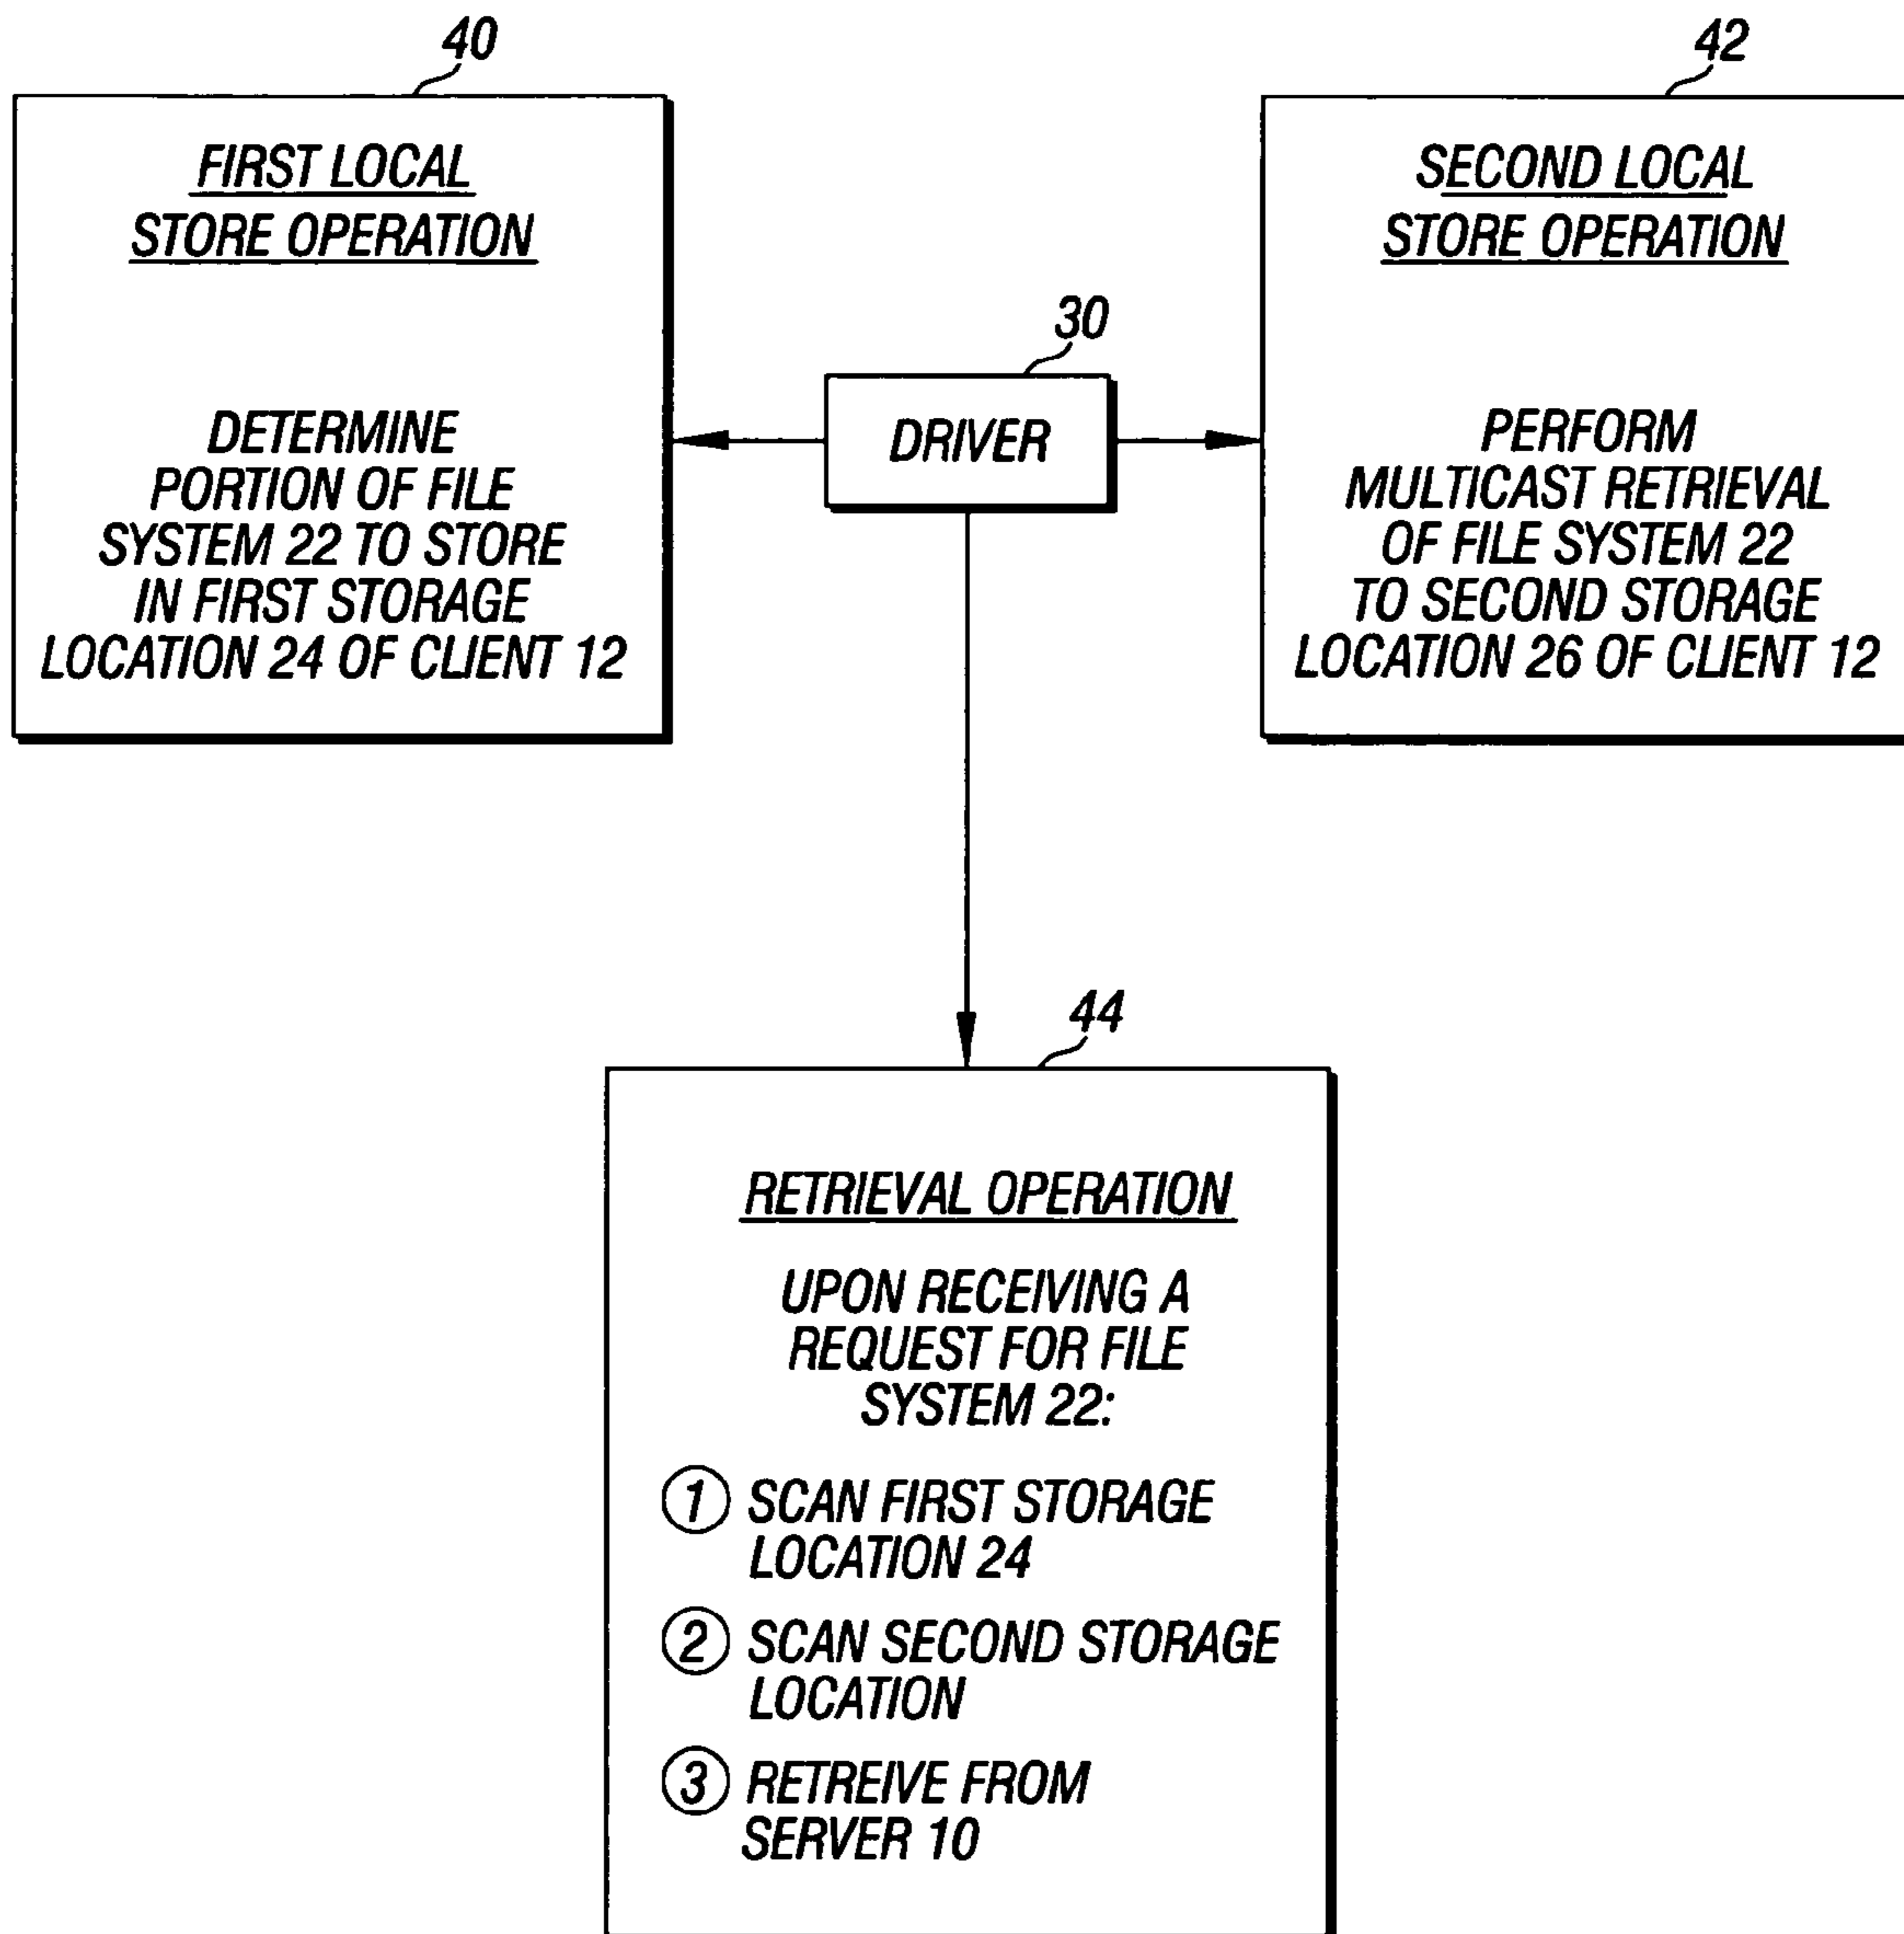 40
FIRST LOCAL
STORE OPERATION
DETERMINE
PORTION OF FILE
SYSTEM 22 TO STORE
IN FIRST STORAGE
LOCATION 24 OF CLIENT 12
30
DRIVER
42
SECOND LOCAL
STORE OPERATION
PERFORM
MULTICAST RETRIEVAL
OF FILE SYSTEM 22
TO SECOND STORAGE
LOCATION 26 OF CLIENT 12
44
RETRIEVAL OPERATION
UPON RECEIVING A
REQUEST FOR FILE
SYSTEM 22:
1 SCAN FIRST STORAGE
LOCATION 24
2 SCAN SECOND STORAGE
LOCATION
3 RETREIVE FROM
SERVER 10